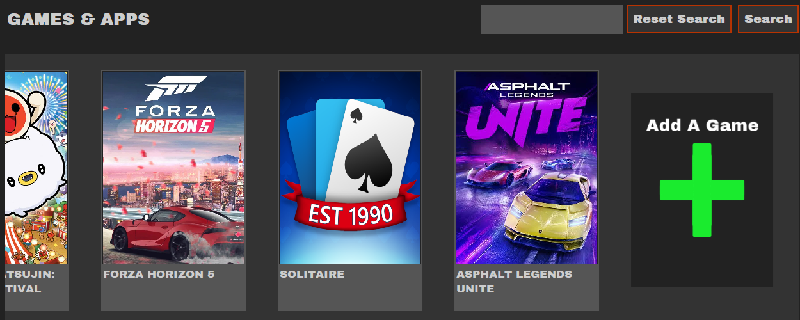 GAMES & APPS
Reset Search
Search
FORZA
HORIZON 5
EST 1990
ASPHALT
LEGENDS
UNITE
Add A Game
TSUJIN:
TIVAL
FORZA HORIZON 5
SOLITAIRE
ASPHALT LEGENDS
UNITE